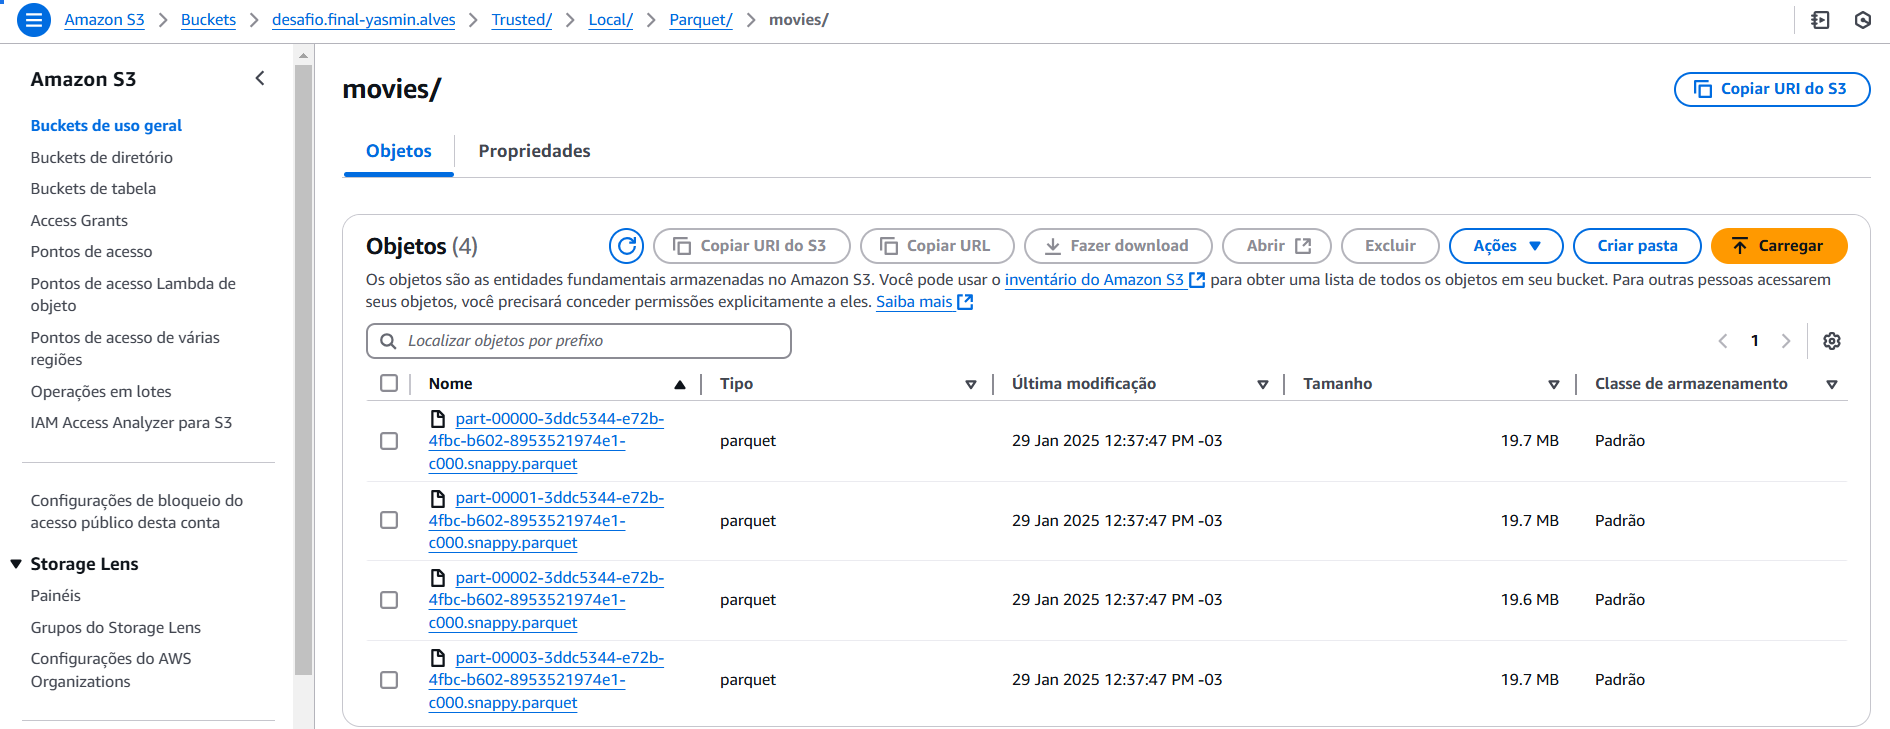 Amazon S3 > Buckets > desafio.final-yasmin.alves > Trusted/ > Local/ > Parquet/ > movies/
Amazon S3
Buckets de uso geral
Buckets de diretório
Buckets de tabela
Access Grants
Pontos de acesso
Pontos de acesso Lambda de
objeto
Pontos de acesso de várias
regiões
Operações em lotes
IAM Access Analyzer para S3
Configurações de bloqueio do
acesso público desta conta
Storage Lens
Painéis
Grupos do Storage Lens
Configurações do AWS
Organizations
movies/
Copiar URI do S3
Objetos
Propriedades
Objetos (4)
Copiar URI do S3
Copiar URL
Fazer download
Abrir
Excluir
Ações
Criar pasta
Carregar
Os objetos são as entidades fundamentais armazenadas no Amazon S3. Você pode usar o inventário do Amazon S3 para obter uma lista de todos os objetos em seu bucket. Para outras pessoas acessarem
seus objetos, você precisará conceder permissões explicitamente a eles. Saiba mais
Localizar objetos por prefixo
1
Nome
Tipo
Última modificação
Tamanho
Classe de armazenamento
part-00000-3ddc5344-e72b-
4fbc-b602-8953521974e1-
c000.snappy.parquet
parquet
29 Jan 2025 12:37:47 PM -03
19.7 MB
Padrão
part-00001-3ddc5344-e72b-
4fbc-b602-8953521974e1-
c000.snappy.parquet
parquet
29 Jan 2025 12:37:47 PM -03
19.7 MB
Padrão
part-00002-3ddc5344-e72b-
4fbc-b602-8953521974e1-
c000.snappy.parquet
parquet
29 Jan 2025 12:37:47 PM -03
19.6 MB
Padrão
part-00003-3ddc5344-e72b-
4fbc-b602-8953521974e1-
c000.snappy.parquet
parquet
29 Jan 2025 12:37:47 PM -03
19.7 MB
Padrão